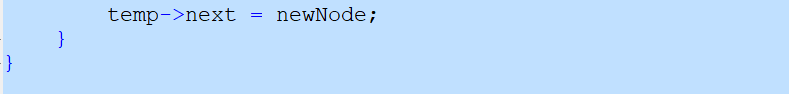 temp->next = newNode;
}
}